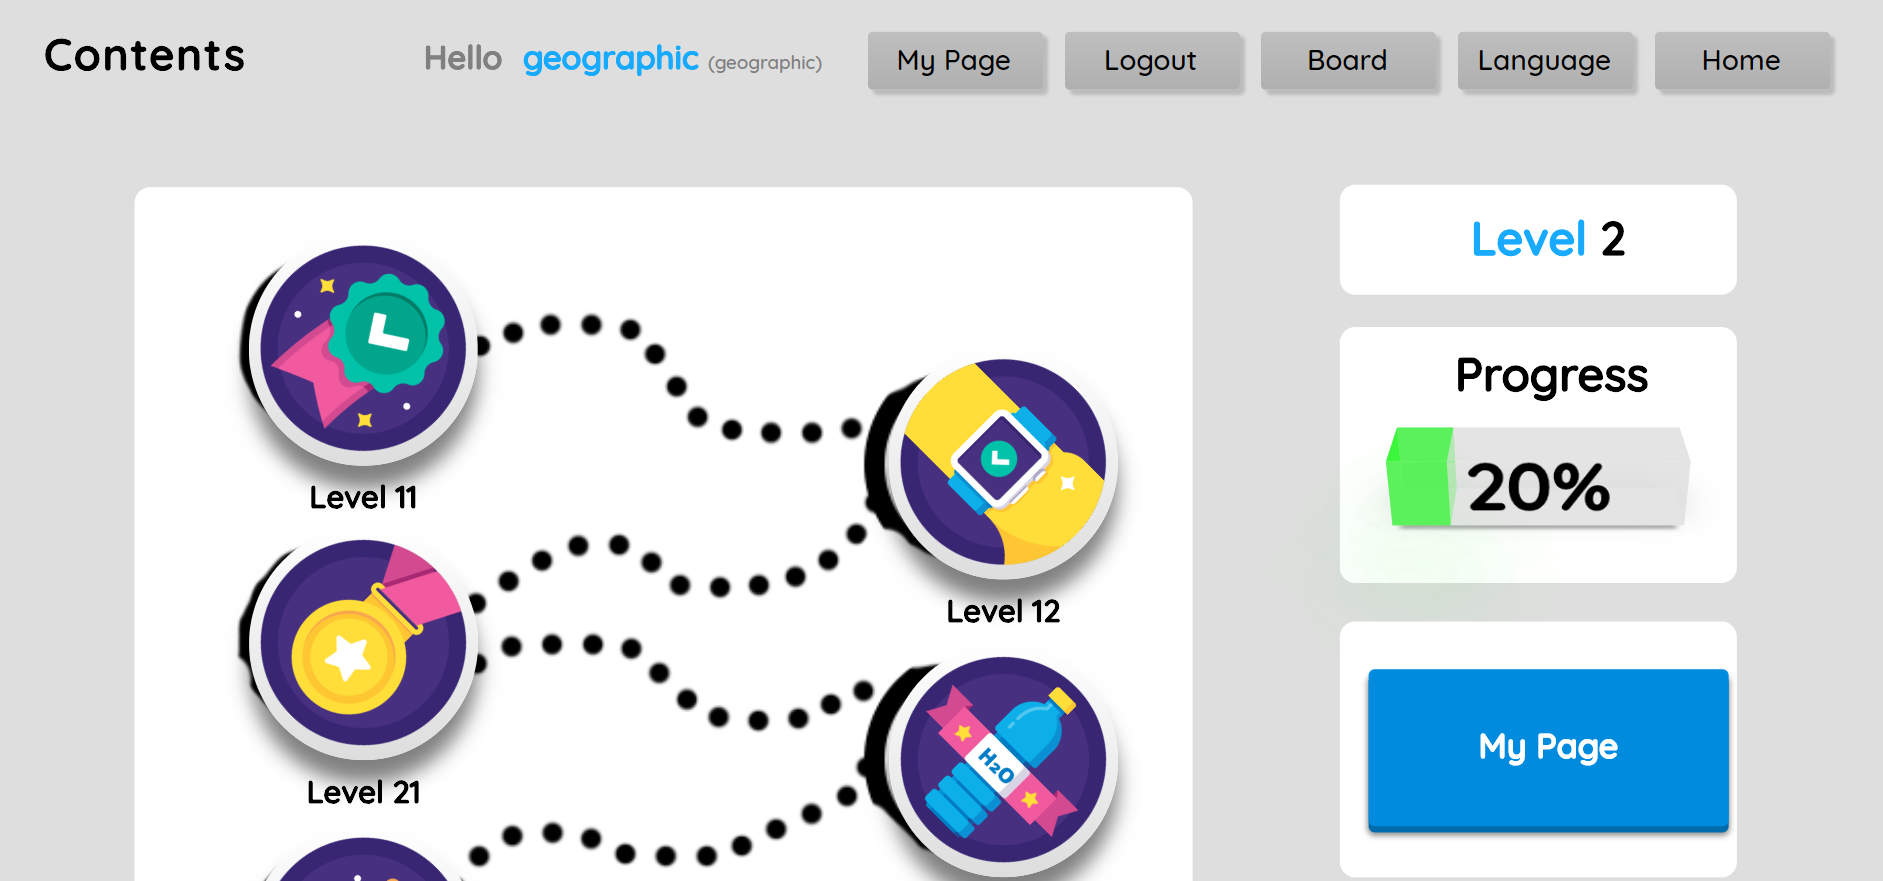 Contents
Hello geographic (geographic)
My Page
Logout
Board
Language
Home
Level 11
Level 12
Level 21
H₂O
Level 2
Progress
20%
My Page